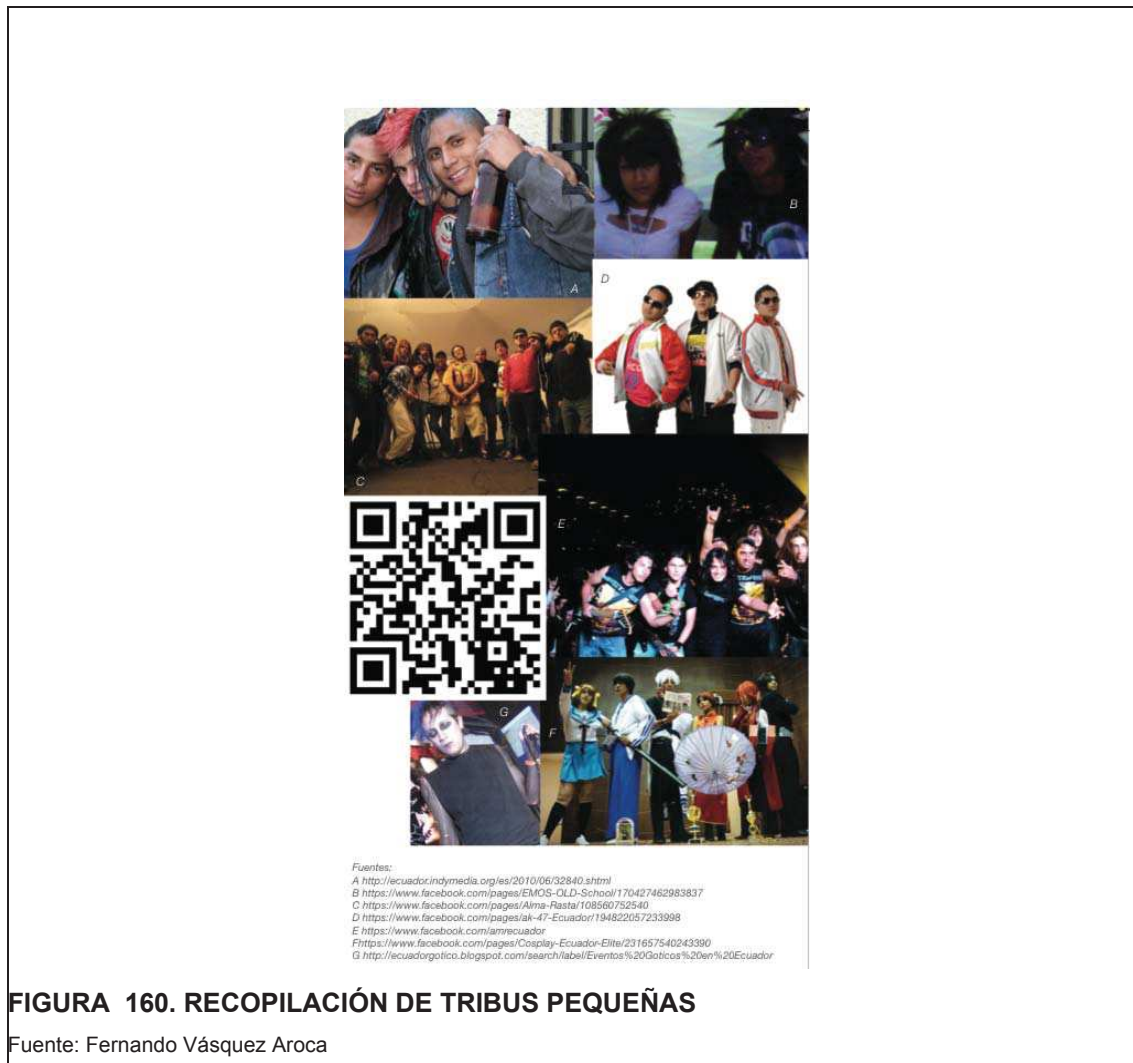 A
B
D
C
E
G
F
Fuentes:
A http://ecuador.indymedia.org/es/2010/06/32840.shtml
B https://www.facebook.com/pages/EMOS-OLD-School/170427462983837
C https://www.facebook.com/pages/Alma-Rasta/108560752540
D https://www.facebook.com/pages/ak-47-Ecuador/194822057233998
E https://www.facebook.com/amrecuador
Fhttps://www.facebook.com/pages/Cosplay-Ecuador-Elite/231657540243390
G http://ecuadorgotico.blogspot.com/search/label/Eventos%20Goticos%20en%20Ecuador
FIGURA 160. RECOPILACIÓN DE TRIBUS PEQUEÑAS
Fuente: Fernando Vásquez Aroca